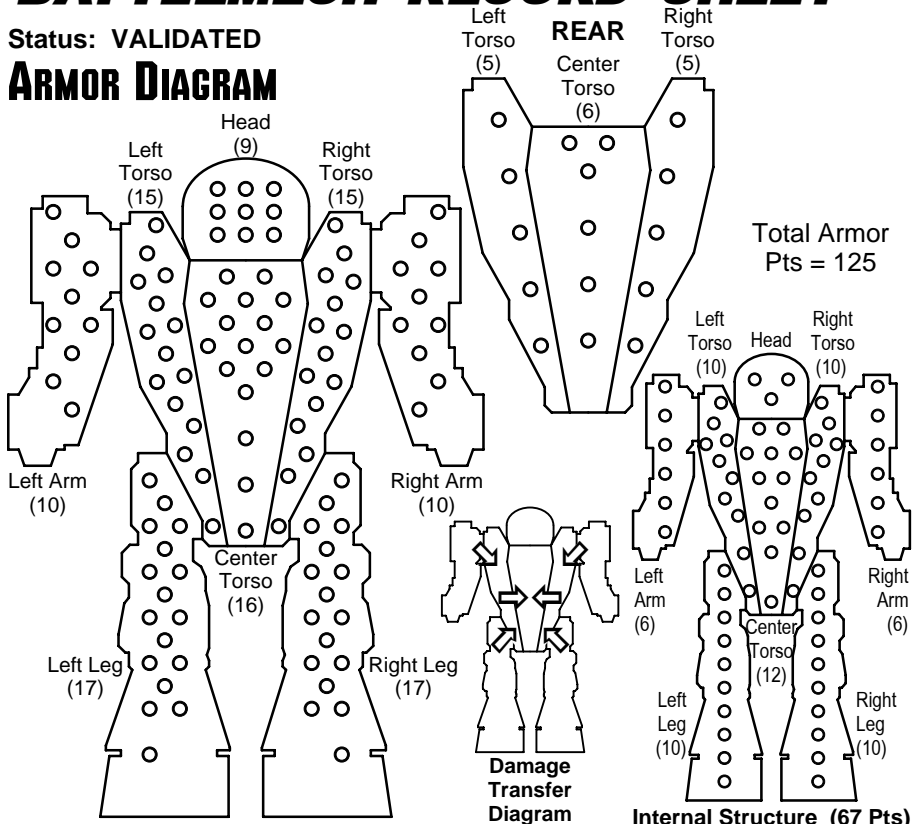 BATTLEMECH RECORD SHEET
Status: VALIDATED
ARMOR DIAGRAM
Left
Torso
(5)
REAR
Center
Torso
(6)
Right
Torso
(5)
Head
(9)
Left
Torso
(15)
Right
Torso
(15)
Total Armor
Pts = 125
Left Arm
(10)
Right Arm
(10)
Center
Torso
(16)
Left Leg
(17)
Right Leg
(17)
Damage
Transfer
Diagram
Left
Torso
(10)
Head
Right
Torso
(10)
Left
Arm
(6)
Right
Arm
(6)
Center
Torso
(12)
Left
Leg
(10)
Right
Leg
(10)
Internal Structure (67 Pts)